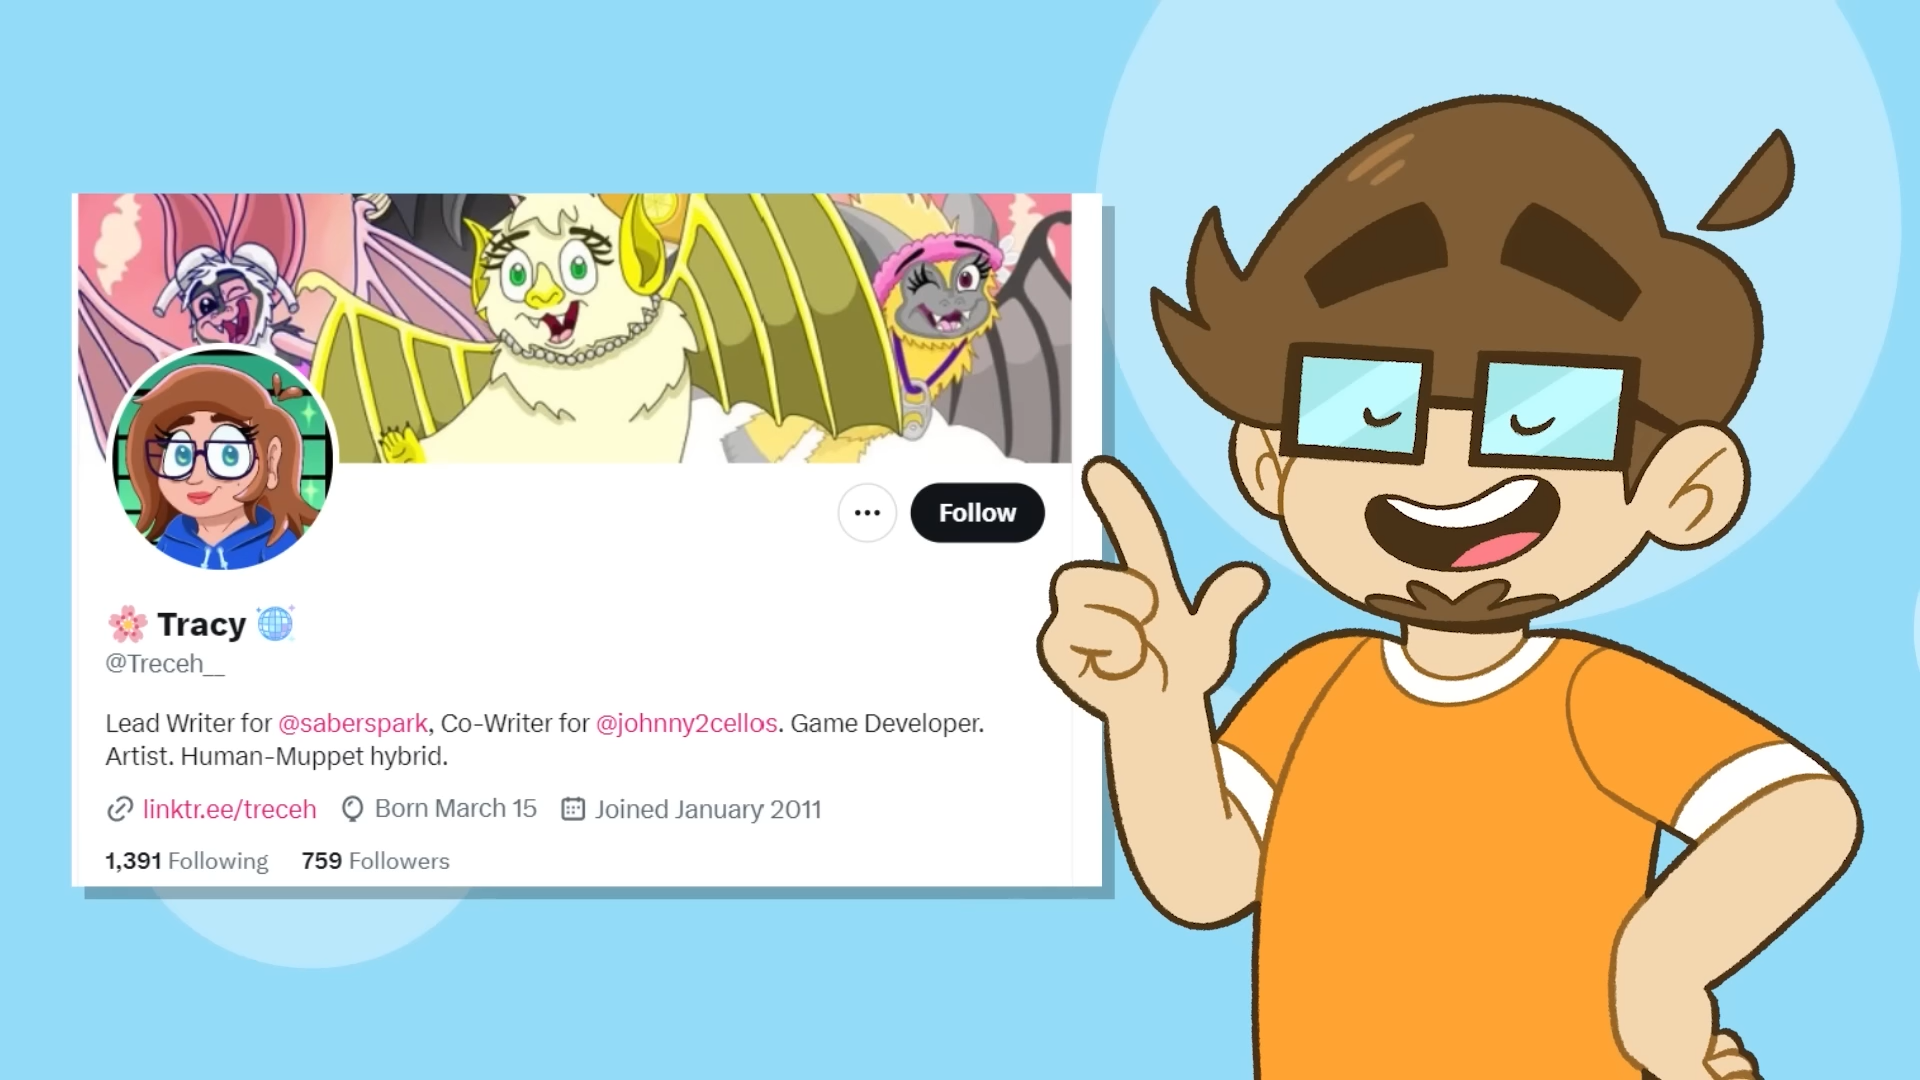 Follow
🌸 Tracy 🪩
@Treceh__
Lead Writer for @saberspark, Co-Writer for @johnny2cellos. Game Developer.
Artist. Human-Muppet hybrid.
linktr.ee/treceh Born March 15 Joined January 2011
1,391 Following 759 Followers